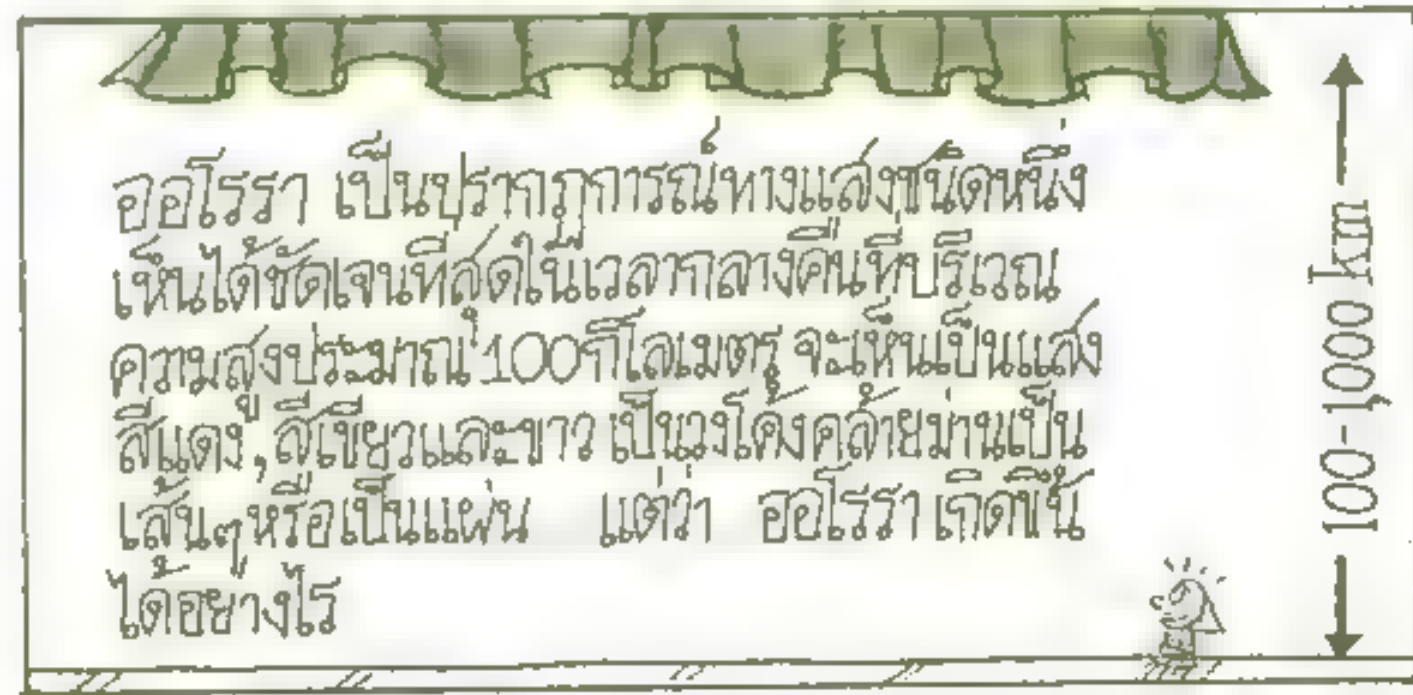 ออโรรา เป็นปรากฏการณ์ทางแสงชนิดหนึ่ง
เห็นได้ชัดเจนที่สุดในเวลากลางคืนที่บริเวณ
ความสูงประมาณ 100 กิโลเมตร จะเห็นเป็นแสง
สีแดง, สีเขียวและขาว เป็นวงโค้งคล้ายม่านเป็น
เส้นๆ หรือเป็นแผ่น แต่ว่า ออโรรา เกิดขึ้น
ได้อย่างไร
100-1,000 km